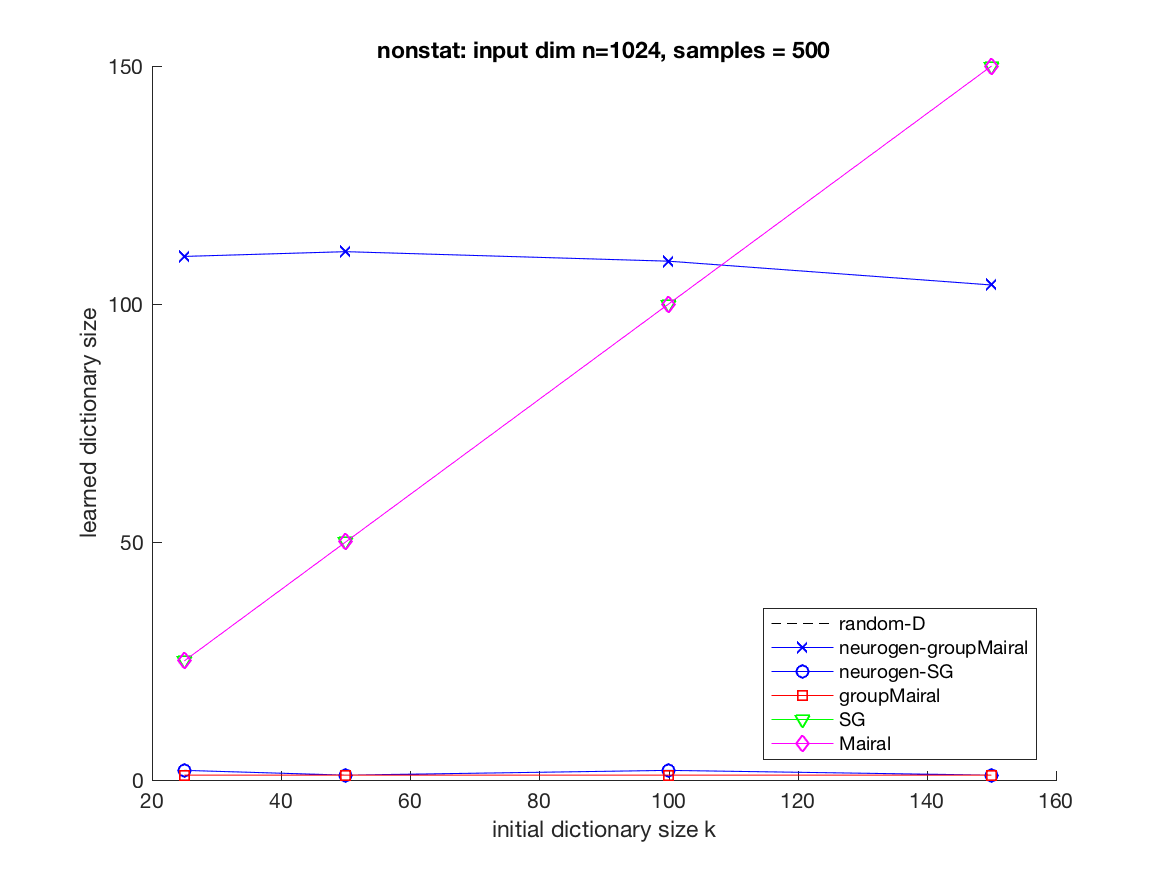 nonstat: input dim n=1024, samples = 500
150
100
50
0
learned dictionary size
20 40 60 80 100 120 140 160
initial dictionary size k
random-D
neurogen-groupMairal
neurogen-SG
groupMairal
SG
Mairal